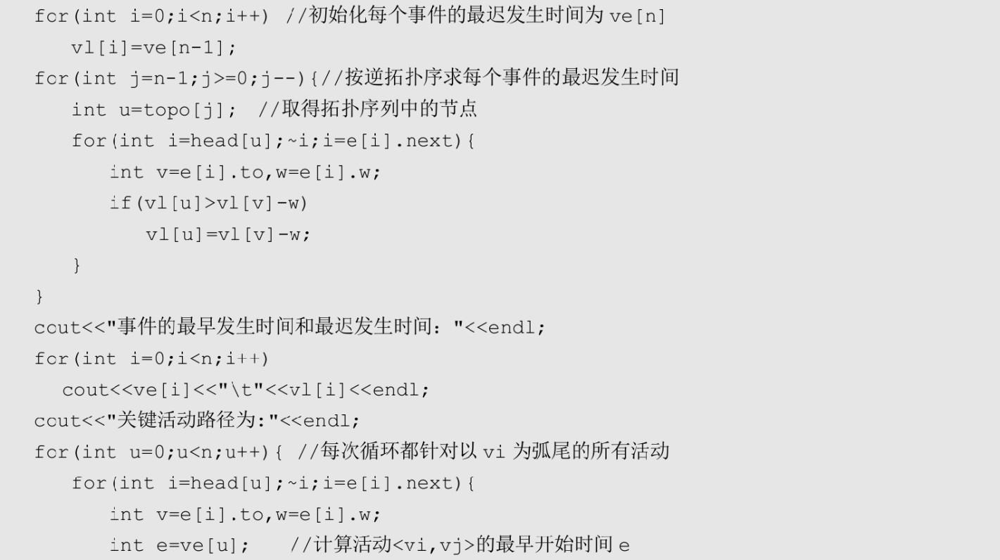 for(int i=0;i<n;i++) //初始化每个事件的最迟发生时间为 ve[n]
vl[i]=ve[n-1];
for(int j=n-1;j>=0;j--){//按逆拓扑序求每个事件的最迟发生时间
int u=topo[j]; //取得拓扑序列中的节点
for(int i=head[u];~i;i=e[i].next){
int v=e[i].to,w=e[i].w;
if(vl[u]>vl[v]-w)
vl[u]=vl[v]-w;
}
}
cout<<"事件的最早发生时间和最迟发生时间: "<<endl;
for(int i=0;i<n;i++)
cout<<ve[i]<<"\t"<<vl[i]<<endl;
cout<<"关键活动路径为:"<<endl;
for(int u=0;u<n;u++){ //每次循环都针对以 vi 为弧尾的所有活动
for(int i=head[u];~i;i=e[i].next){
int v=e[i].to,w=e[i].w;
int e=ve[u]; //计算活动<vi,vj>的最早开始时间 e